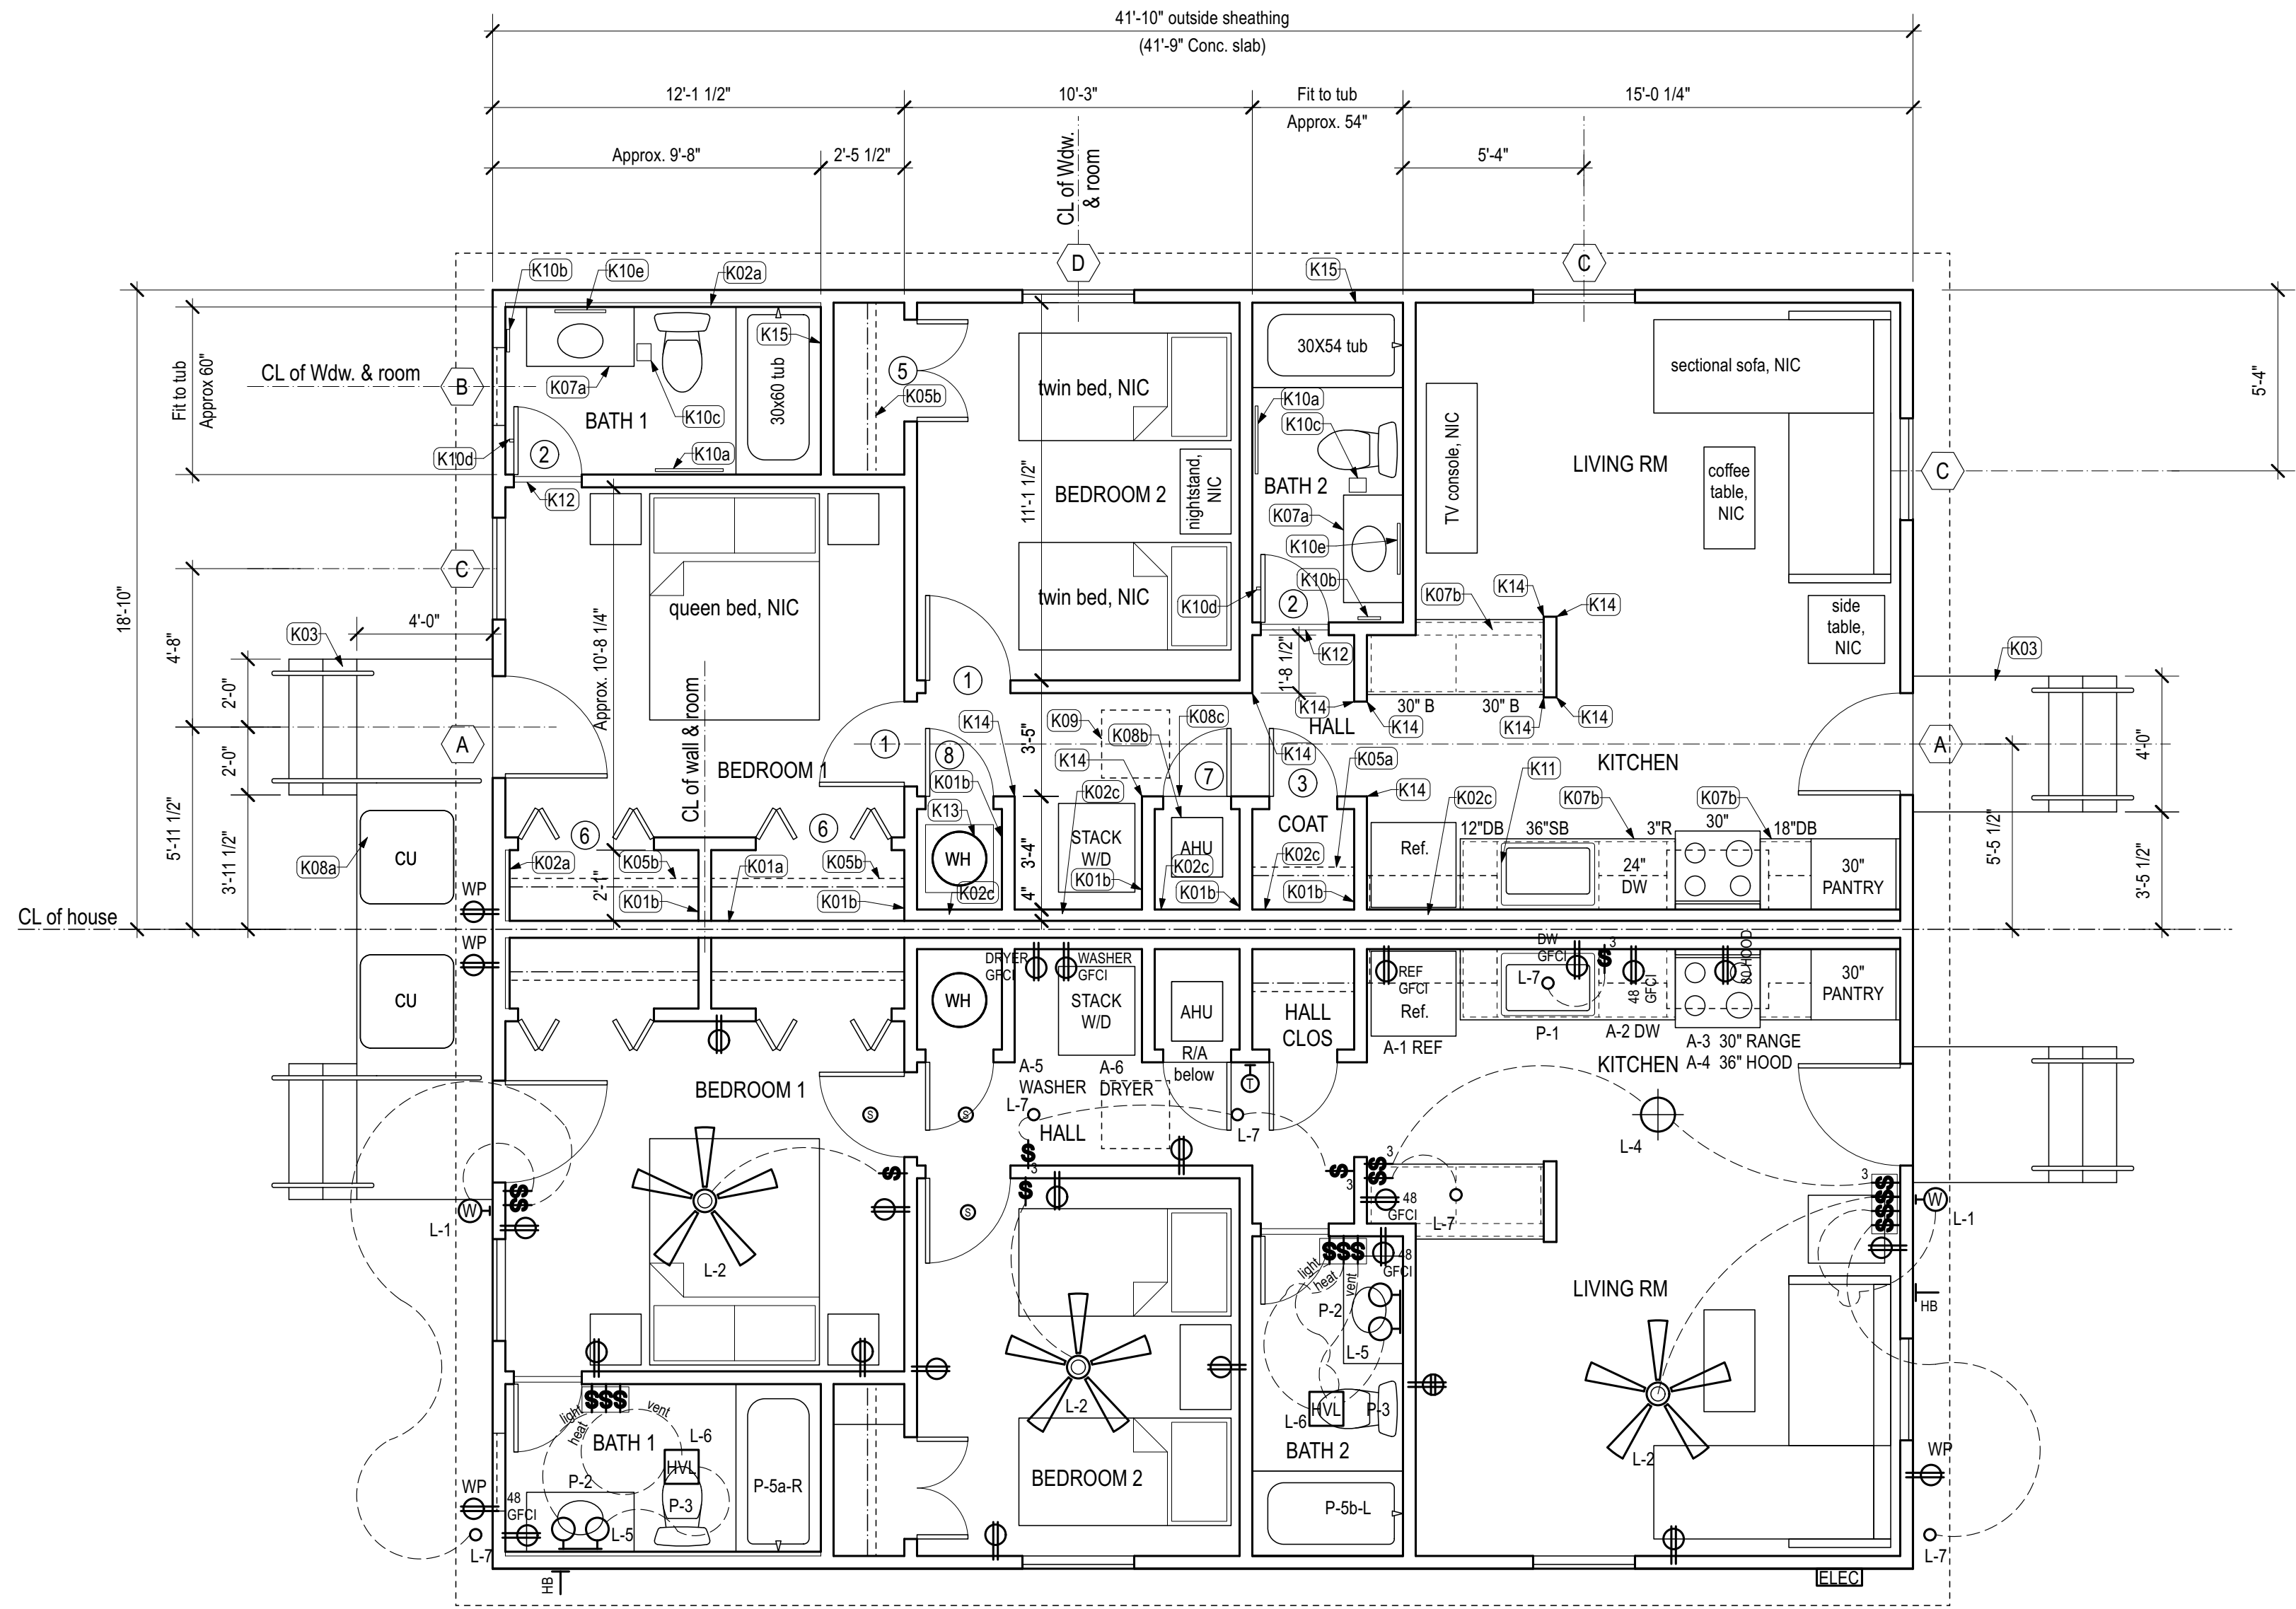 41'-10" outside sheathing
(41'-9" Conc. slab)
12'-1 1/2"
10'-3"
Fit to tub
Approx. 54"
15'-0 1/4"
Approx. 9'-8"
2'-5 1/2"
CL of Wdw.
& room
5'-4"
D
C
K10b
K10e
K02a
K15
18'-10"
Fit to tub
Approx 60"
CL of Wdw. & room
B
K07a
K10c
BATH 1
K15
30x60 tub
K10d
2
K10a
K12
5
K05b
twin bed, NIC
11'-1 1/2"
BEDROOM 2
nightstand,
NIC
twin bed, NIC
30X54 tub
K10a
K10c
BATH 2
K07a
K10e
K10b
K10d
2
K12
1'-8 1/2"
TV console, NIC
sectional sofa, NIC
LIVING RM
coffee
table,
NIC
side
table,
NIC
5'-4"
C
K07b
K14
K14
30" B
30" B
K14
K14
K14
K14
HALL
C
4'-8"
4'-0"
K03
2'-0"
2'-0"
5'-11 1/2"
3'-11 1/2"
A
queen bed, NIC
Approx. 10'-8 1/4"
CL of wall & room
BEDROOM 1
1
1
K14
K09
K08c
K08b
3'-5"
8
K01b
K14
7
K14
3
K05a
K14
K03
A
4'-0"
5'-5 1/2"
3'-5 1/2"
KITCHEN
K11
K02c
K07b
K07b
12"DB
36"SB
3"R
30"
18"DB
Ref.
24"
DW
30"
PANTRY
K08a
CU
6
6
K02a
K05b
K05b
2'-1"
K01b
K01a
K01b
K13
WH
K02c
3'-4"
4"
K02c
STACK
W/D
K01b
AHU
K02c
K01b
COAT
K02c
K01b
WP
CL of house
WP
CU
DRYER
GFCI
WASHER
GFCI
WH
STACK
W/D
AHU
HALL
CLOS
REF
GFCI
Ref.
DW
GFCI
3
L-7
48
GFCI
80 HOOD
30"
PANTRY
A-1 REF
P-1
A-2 DW
A-3 30" RANGE
KITCHEN
A-4 36" HOOD
BEDROOM 1
A-5
WASHER
A-6
DRYER
R/A
below
T
S
S
S
L-7
HALL
L-7
L-4
3
3
3
48
GFCI
L-7
3
W
L-1
W
L-1
L-2
48
GFCI
light
heat
vent
P-2
L-5
HVL
L-6
P-3
BATH 2
P-5b-L
LIVING RM
HB
L-2
WP
L-7
ELEC
L-2
BEDROOM 2
light
heat
vent
BATH 1
L-6
HVL
P-2
P-3
P-5a-R
WP
48
GFCI
L-5
L-7
HB